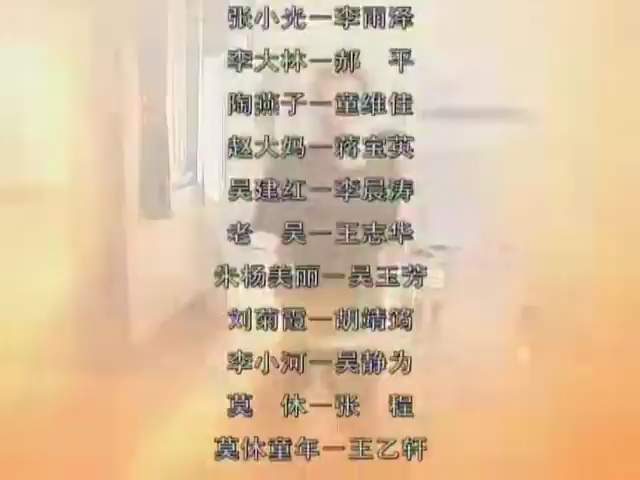 张小光—李雨泽
李大林—郝　平
陶燕子—童维佳
赵大妈—蒋宝英
吴建红—李晨涛
老　吴—王志华
朱杨美丽—吴玉芳
刘菊霞—胡靖筠
李小河—吴静为
莫　休—张　程
莫休童年—王乙轩